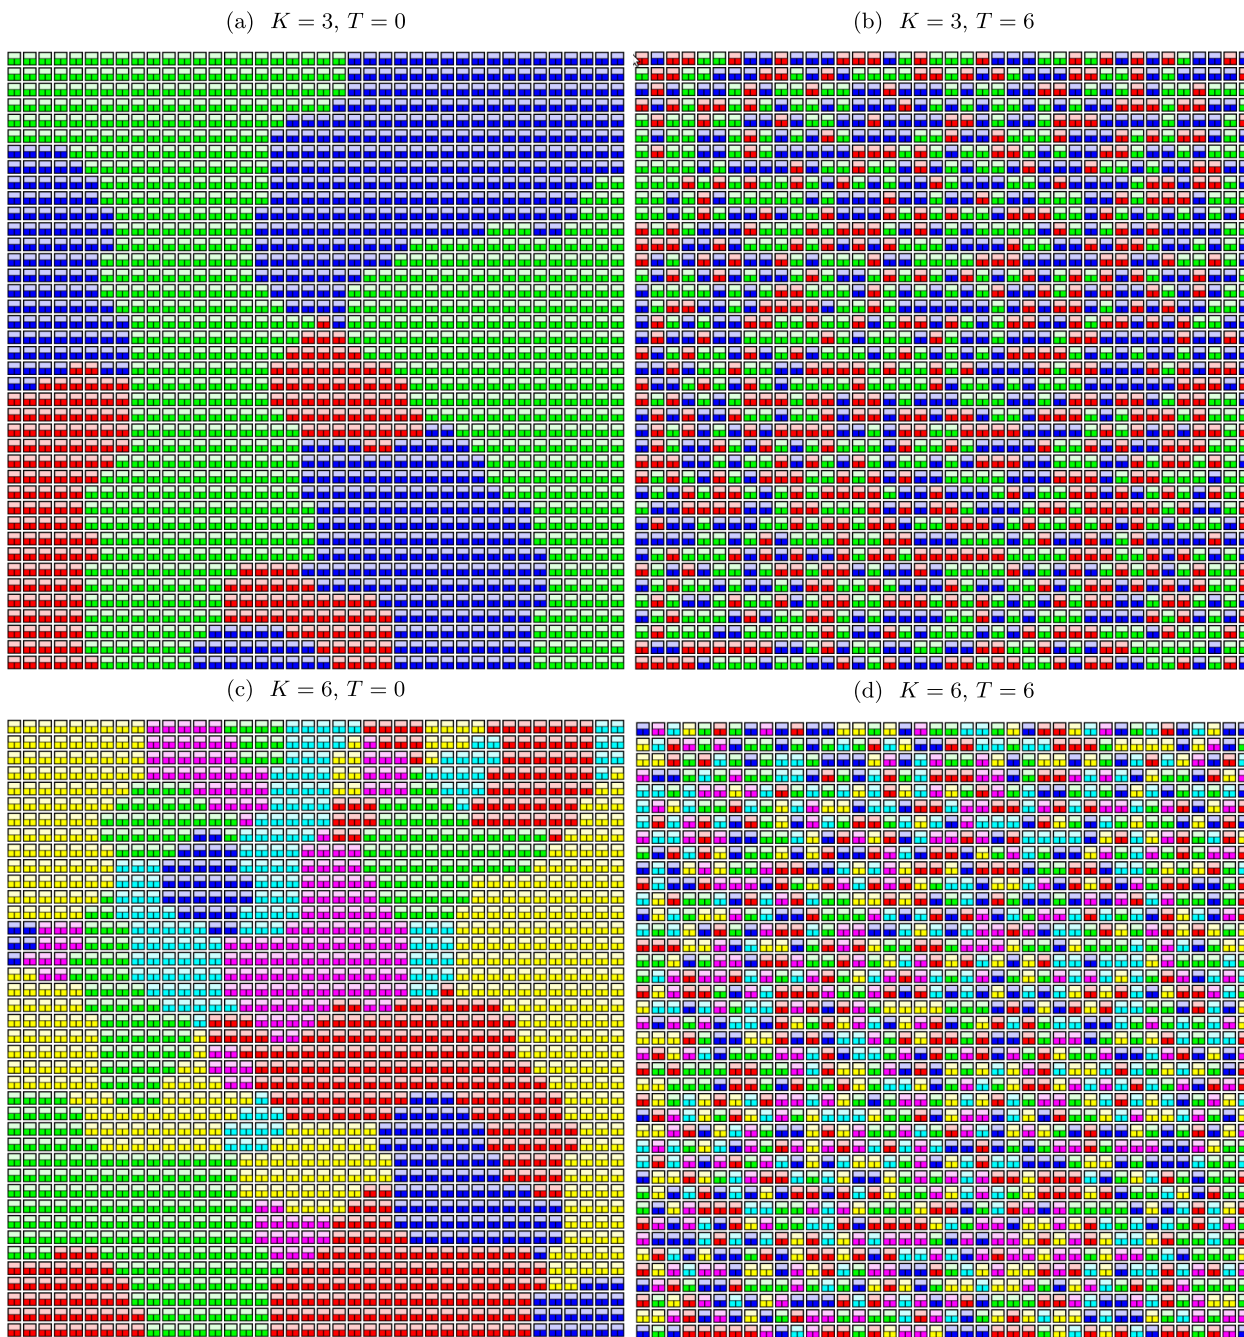 (a) K = 3, T = 0
(b) K = 3, T = 6
(c) K = 6, T = 0
(d) K = 6, T = 6